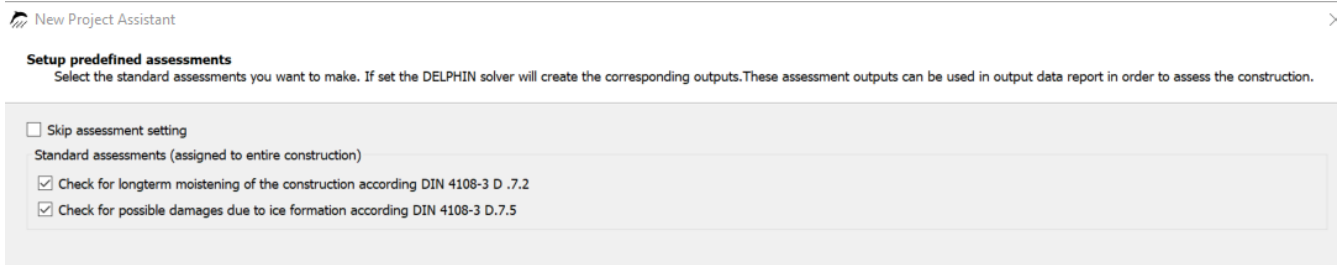 New Project Assistant
Setup predefined assessments
Select the standard assessments you want to make. If set the DELPHIN solver will create the corresponding outputs.These assessment outputs can be used in output data report in order to assess the construction.
Skip assessment setting
Standard assessments (assigned to entire construction)
Check for longterm moistening of the construction according DIN 4108-3 D .7.2
Check for possible damages due to ice formation according DIN 4108-3 D.7.5